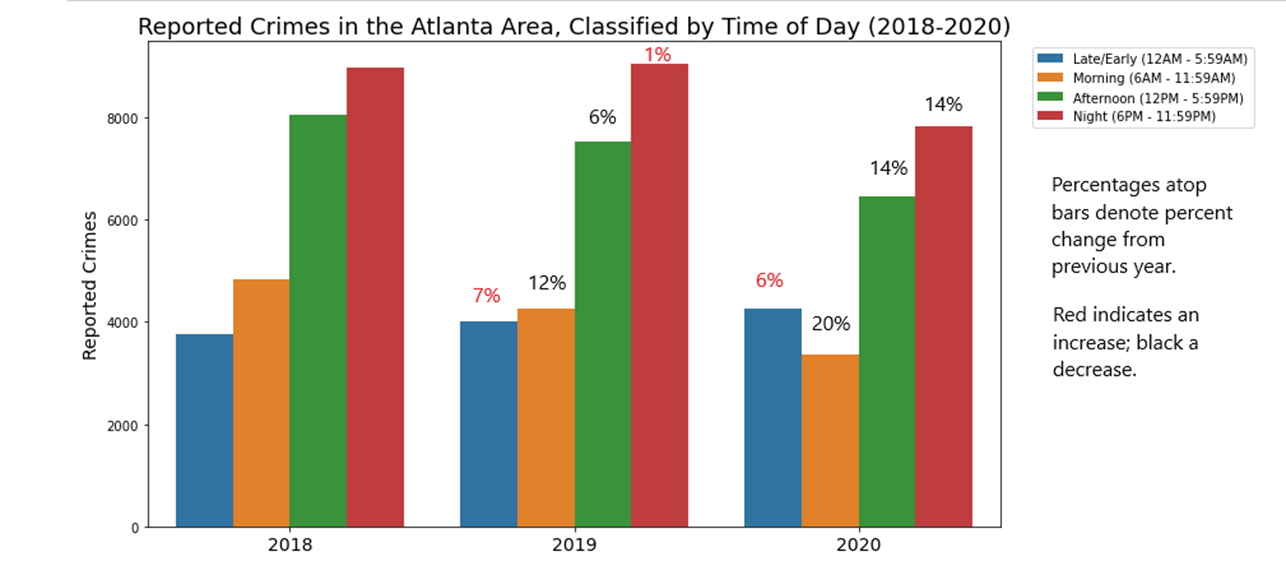 Reported Crimes in the Atlanta Area, Classified by Time of Day (2018-2020)
Late/Early (12AM - 5:59AM)
Morning (6AM - 11:59AM)
Afternoon (12PM - 5:59PM)
Night (6PM - 11:59PM)
Percentages atop
bars denote percent
change from
previous year.
Red indicates an
increase; black a
decrease.
Reported Crimes
8000
6000
4000
2000
0
7%
12%
6%
1%
6%
20%
14%
14%
2018
2019
2020